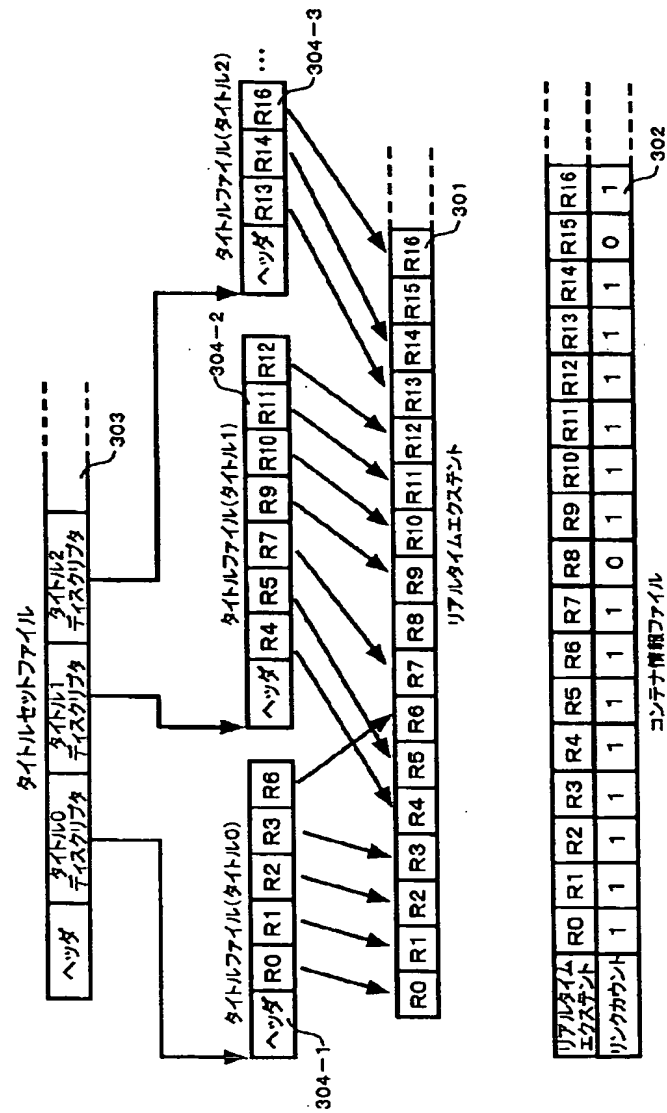 タイトルセットファイル
ヘッダ
タイトル0
ディスクリプタ
タイトル1
ディスクリプタ
タイトル2
ディスクリプタ
303
タイトルファイル(タイトル0)
ヘッダ R0 R1 R2 R3 R6
304-1
タイトルファイル(タイトル1)
ヘッダ R4 R5 R7 R9 R10 R11 R12
304-2
タイトルファイル(タイトル2)
ヘッダ R13 R14 R16 …
304-3
R0 R1 R2 R3 R4 R5 R6 R7 R8 R9 R10 R11 R12 R13 R14 R15 R16
301
リアルタイムエクステント
リアルタイム
エクステント
R0 R1 R2 R3 R4 R5 R6 R7 R8 R9 R10 R11 R12 R13 R14 R15 R16
リンクカウント 1 1 1 1 1 1 1 1 0 1 1 1 1 1 1 0 1
302
コンテナ情報ファイル